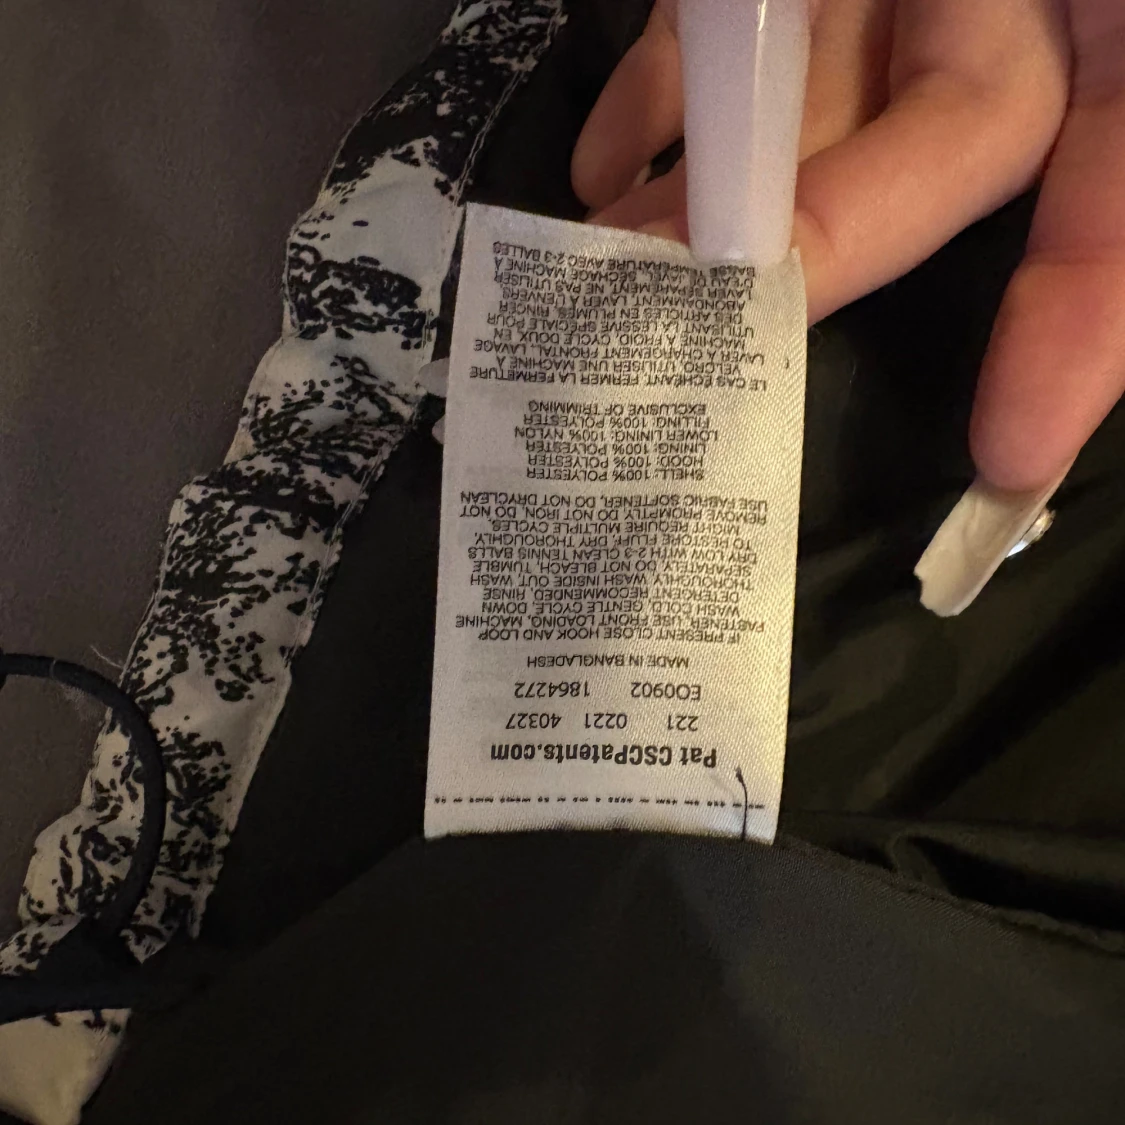 Pat CSCPatents.com
221 0221 40327
EO0902 1864272
MADE IN BANGLADESH
IF PRESENT CLOSE HOOK AND LOOP
FASTENER, USE FRONT LOADING, MACHINE
WASH COLD, GENTLE CYCLE, DOWN
DETERGENT RECOMMENDED, RINSE
THOROUGHLY, WASH INSIDE OUT, WASH
SEPARATELY, DO NOT BLEACH, TUMBLE
DRY LOW WITH 2-3 CLEAN TENNIS BALLS
TO RESTORE FLUFF, DRY THOROUGHLY,
MIGHT REQUIRE MULTIPLE CYCLES,
REMOVE PROMPTLY, DO NOT IRON, DO NOT
USE FABRIC SOFTENER, DO NOT DRYCLEAN
SHELL: 100% POLYESTER
HOOD: 100% POLYESTER
LINING: 100% POLYESTER
LOWER LINING: 100% NYLON
FILLING: 100% POLYESTER
EXCLUSIVE OF TRIMMING
LE CAS ÉCHÉANT, FERMER LA FERMETURE
VELCRO, UTILISER UNE MACHINE À
LAVER À CHARGEMENT FRONTAL, LAVAGE
MACHINE À FROID, CYCLE DOUX, EN
UTILISANT LA LESSIVE SPÉCIALE POUR
DES ARTICLES EN PLUMES, RINCER
ABONDAMMENT, LAVER À L'ENVERS,
LAVER SÉPARÉMENT, NE PAS UTILISER
D'EAU DE JAVEL, SÉCHAGE MACHINE À
BASSE TEMPÉRATURE AVEC 2-3 BALLES